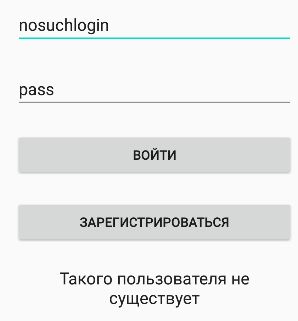 nosuchlogin
pass
ВОЙТИ
ЗАРЕГИСТРИРОВАТЬСЯ
Такого пользователя не
существует